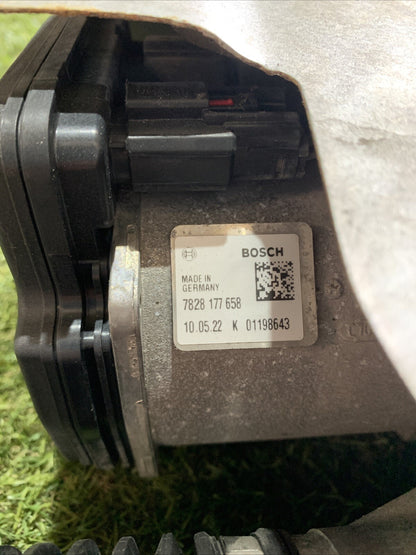 BOSCH
MADE IN
GERMANY
7828 177 658
10.05.22 K 01198643